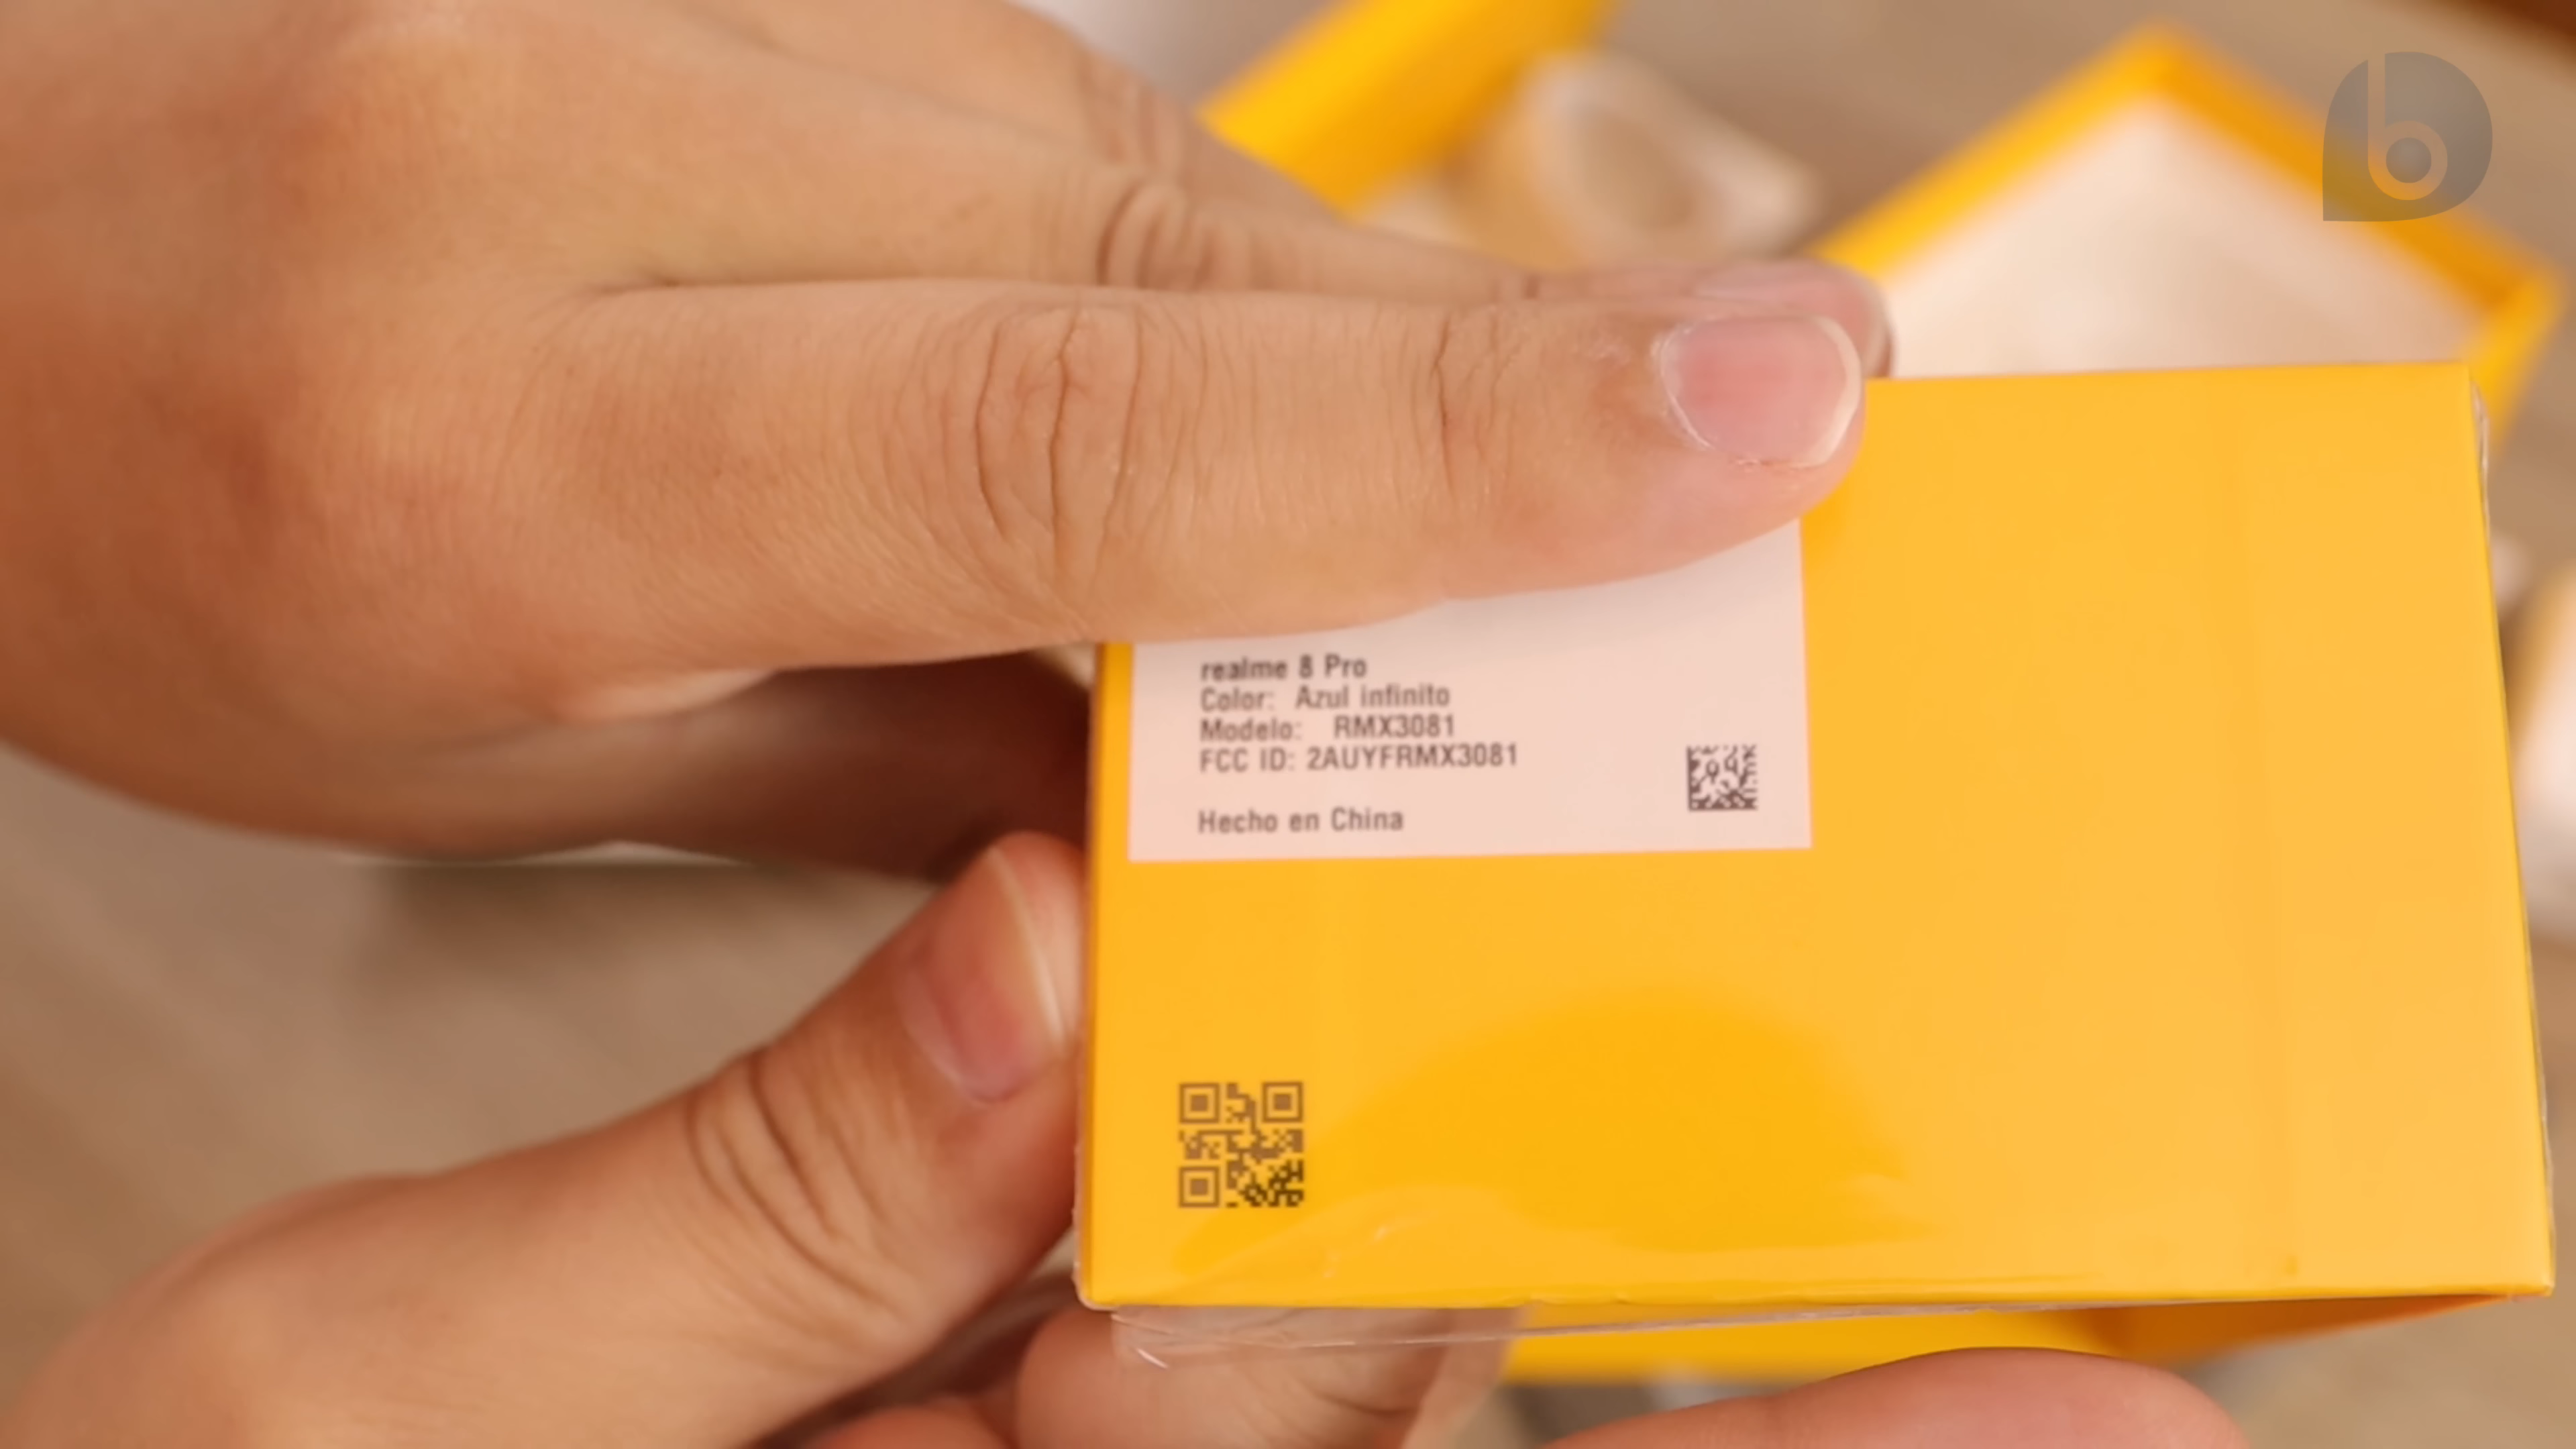 realme 8 Pro
Color: Azul infinito
Modelo: RMX3081
FCC ID: 2AUYFRMX3081
Hecho en China